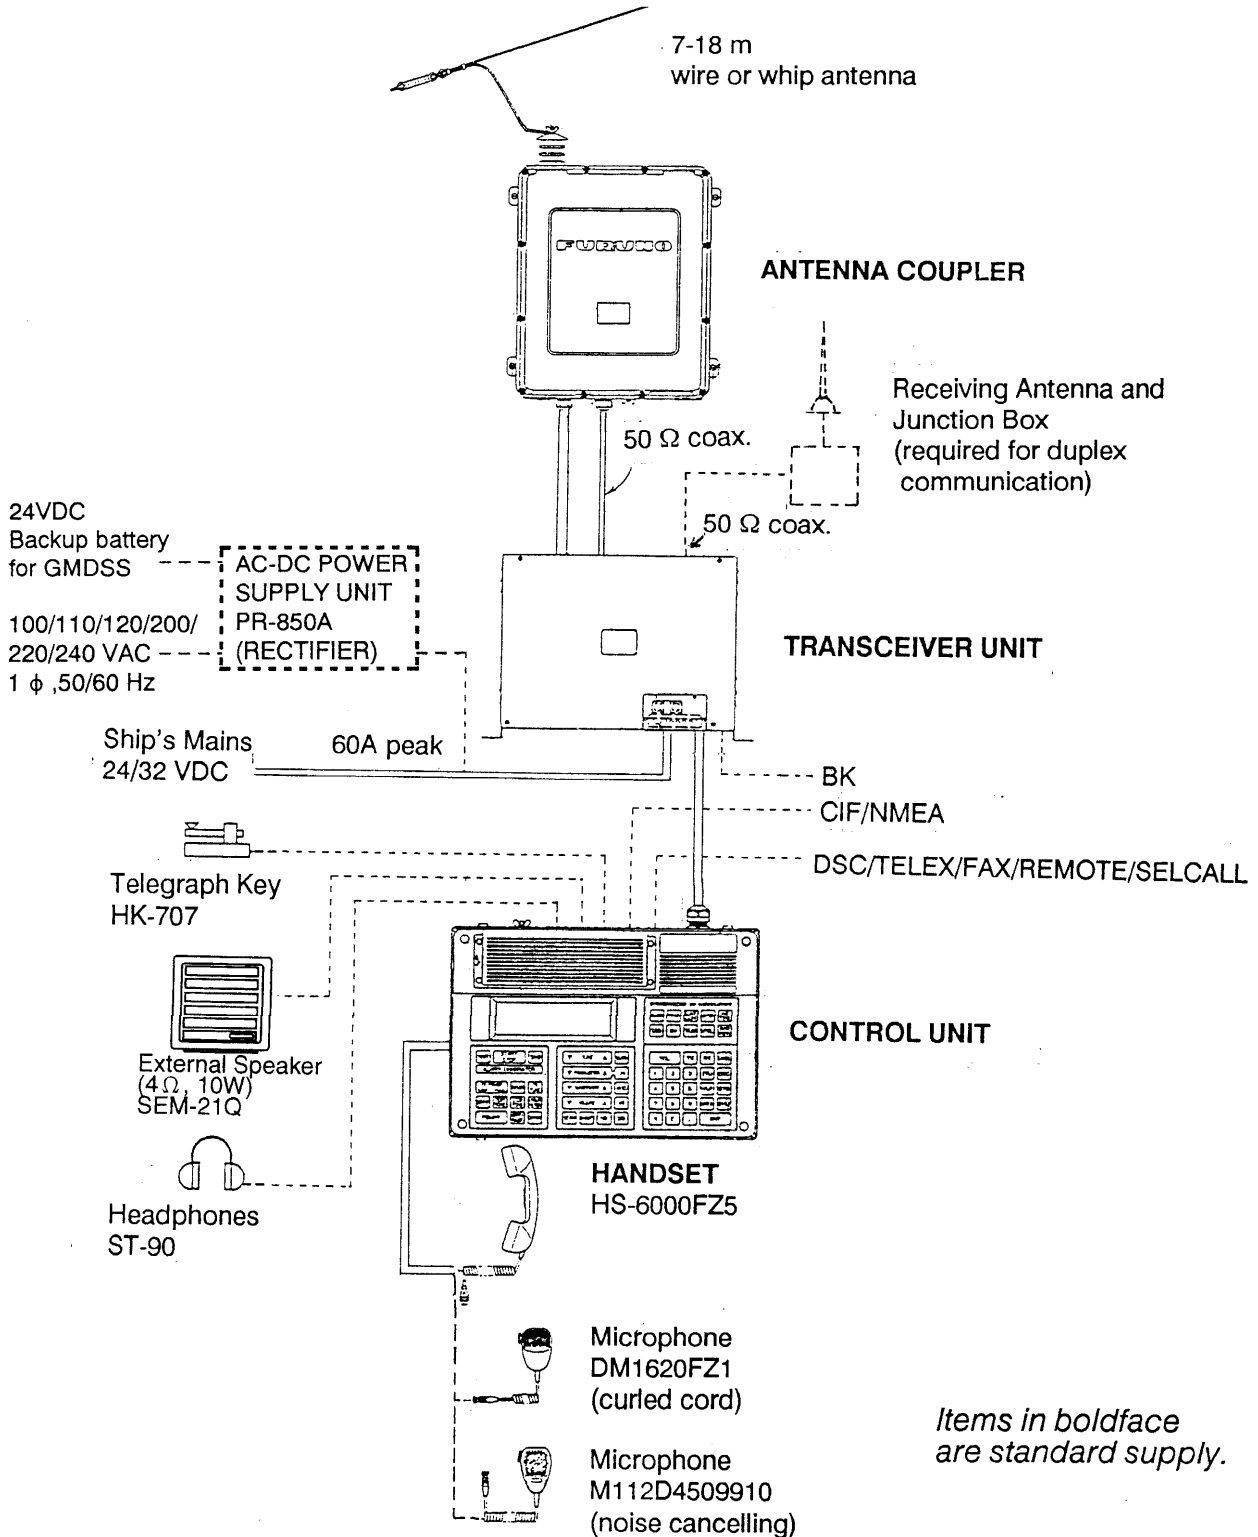 7-18 m
wire or whip antenna
FURUNO
ANTENNA COUPLER
Receiving Antenna and
Junction Box
(required for duplex
communication)
50 Ω coax.
50 Ω coax.
24VDC
Backup battery
for GMDSS
100/110/120/200/
220/240 VAC
1 ϕ ,50/60 Hz
AC-DC POWER
SUPPLY UNIT
PR-850A
(RECTIFIER)
TRANSCEIVER UNIT
Ship's Mains
24/32 VDC
60A peak
BK
CIF/NMEA
DSC/TELEX/FAX/REMOTE/SELCALL
Telegraph Key
HK-707
External Speaker
(4Ω, 10W)
SEM-21Q
CONTROL UNIT
Headphones
ST-90
HANDSET
HS-6000FZ5
Microphone
DM1620FZ1
(curled cord)
Microphone
M112D4509910
(noise cancelling)
Items in boldface
are standard supply.